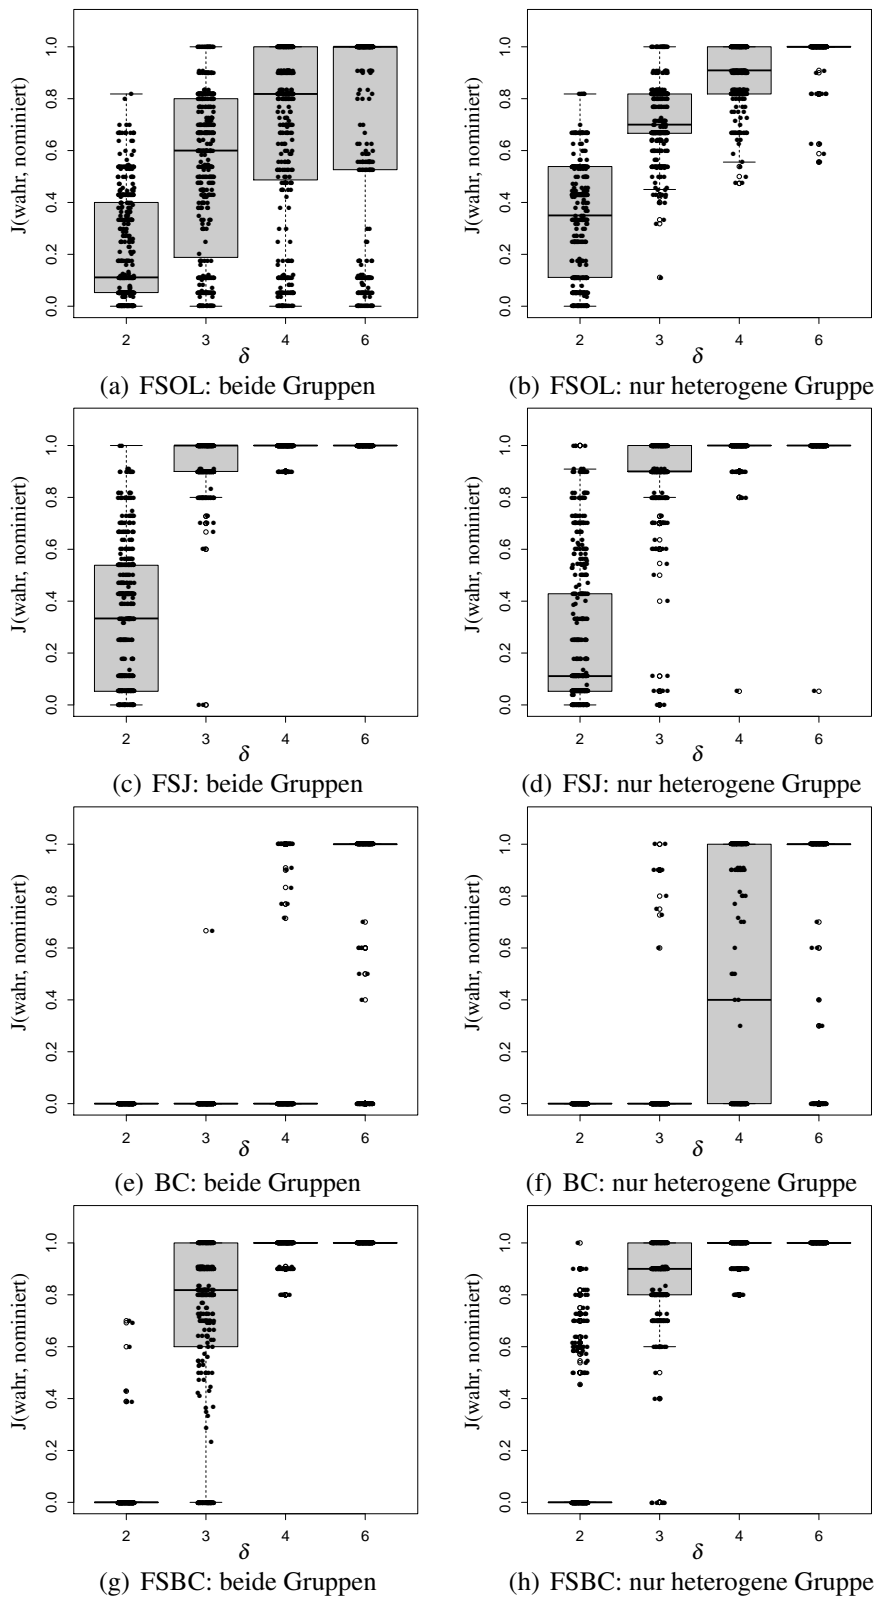 J(wahr, nominiert)
0.0 0.2 0.4 0.6 0.8 1.0
2 3 4 6
δ
(a) FSOL: beide Gruppen
J(wahr, nominiert)
0.0 0.2 0.4 0.6 0.8 1.0
2 3 4 6
δ
(b) FSOL: nur heterogene Gruppe
J(wahr, nominiert)
0.0 0.2 0.4 0.6 0.8 1.0
2 3 4 6
δ
(c) FSJ: beide Gruppen
J(wahr, nominiert)
0.0 0.2 0.4 0.6 0.8 1.0
2 3 4 6
δ
(d) FSJ: nur heterogene Gruppe
J(wahr, nominiert)
0.0 0.2 0.4 0.6 0.8 1.0
2 3 4 6
δ
(e) BC: beide Gruppen
J(wahr, nominiert)
0.0 0.2 0.4 0.6 0.8 1.0
2 3 4 6
δ
(f) BC: nur heterogene Gruppe
J(wahr, nominiert)
0.0 0.2 0.4 0.6 0.8 1.0
2 3 4 6
δ
(g) FSBC: beide Gruppen
J(wahr, nominiert)
0.0 0.2 0.4 0.6 0.8 1.0
2 3 4 6
δ
(h) FSBC: nur heterogene Gruppe